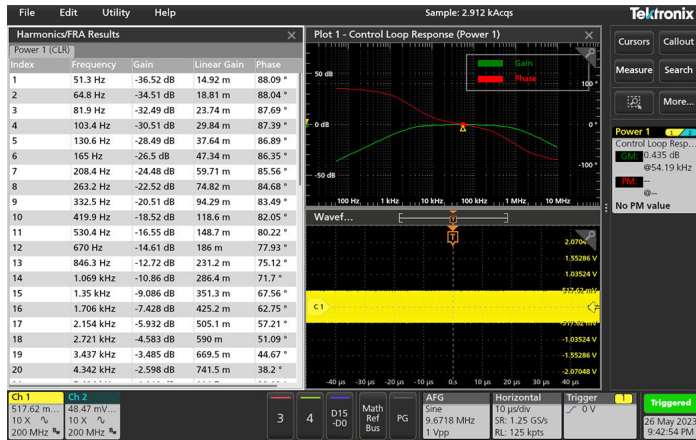 File Edit Utility Help Sample: 2.912 kAcqs Tektronix
Harmonics/FRA Results
Power 1 (CLR)
Index Frequency Gain Linear Gain Phase
1 51.3 Hz -36.52 dB 14.92 m 88.09 °
2 64.8 Hz -34.51 dB 18.81 m 88.04 °
3 81.9 Hz -32.49 dB 23.74 m 87.69 °
4 103.4 Hz -30.51 dB 29.84 m 87.39 °
5 130.6 Hz -28.49 dB 37.64 m 86.89 °
6 165 Hz -26.5 dB 47.34 m 86.35 °
7 208.4 Hz -24.48 dB 59.71 m 85.56 °
8 263.2 Hz -22.52 dB 74.82 m 84.68 °
9 332.5 Hz -20.51 dB 94.29 m 83.49 °
10 419.9 Hz -18.52 dB 118.6 m 82.05 °
11 530.4 Hz -16.55 dB 148.7 m 80.22 °
12 670 Hz -14.61 dB 186 m 77.93 °
13 846.3 Hz -12.72 dB 231.2 m 75.12 °
14 1.069 kHz -10.86 dB 286.4 m 71.7 °
15 1.35 kHz -9.086 dB 351.3 m 67.56 °
16 1.706 kHz -7.428 dB 425.2 m 62.75 °
17 2.154 kHz -5.932 dB 505.1 m 57.21 °
18 2.721 kHz -4.583 dB 590 m 51.09 °
19 3.437 kHz -3.485 dB 669.5 m 44.67 °
20 4.342 kHz -2.598 dB 741.5 m 38.2 °
Plot 1 - Control Loop Response (Power 1)
Gain
Phase
50 dB
100 °
0 dB
0 °
-50 dB
-100 °
100 Hz 1 kHz 10 kHz 100 kHz 1 MHz 10 MHz
Wavef...
T
T
1.55286 V
1.03524 V
517.62 mV
C 1
-517.62 mV
-1.03524 V
-1.55286 V
-2.07048 V
-40 µs -30 µs -20 µs -10 µs 0 s 10 µs 20 µs 30 µs 40 µs
Cursors Callout
Measure Search
More...
Power 1 1 2
Control Loop Resp...
GM: 0.435 dB
@54.19 kHz
PM: --
@--
No PM value
Ch 1
517.62 m...
10 X
200 MHz
Ch 2
48.47 mV...
10 X
200 MHz
3 4
D15
-D0
Math
Ref
Bus
PG
AFG
Sine
9.6718 MHz
1 Vpp
Horizontal
10 µs/div
SR: 1.25 GS/s
RL: 125 kpts
Trigger 1
0 V
Triggered
26 May 2023
9:42:54 PM